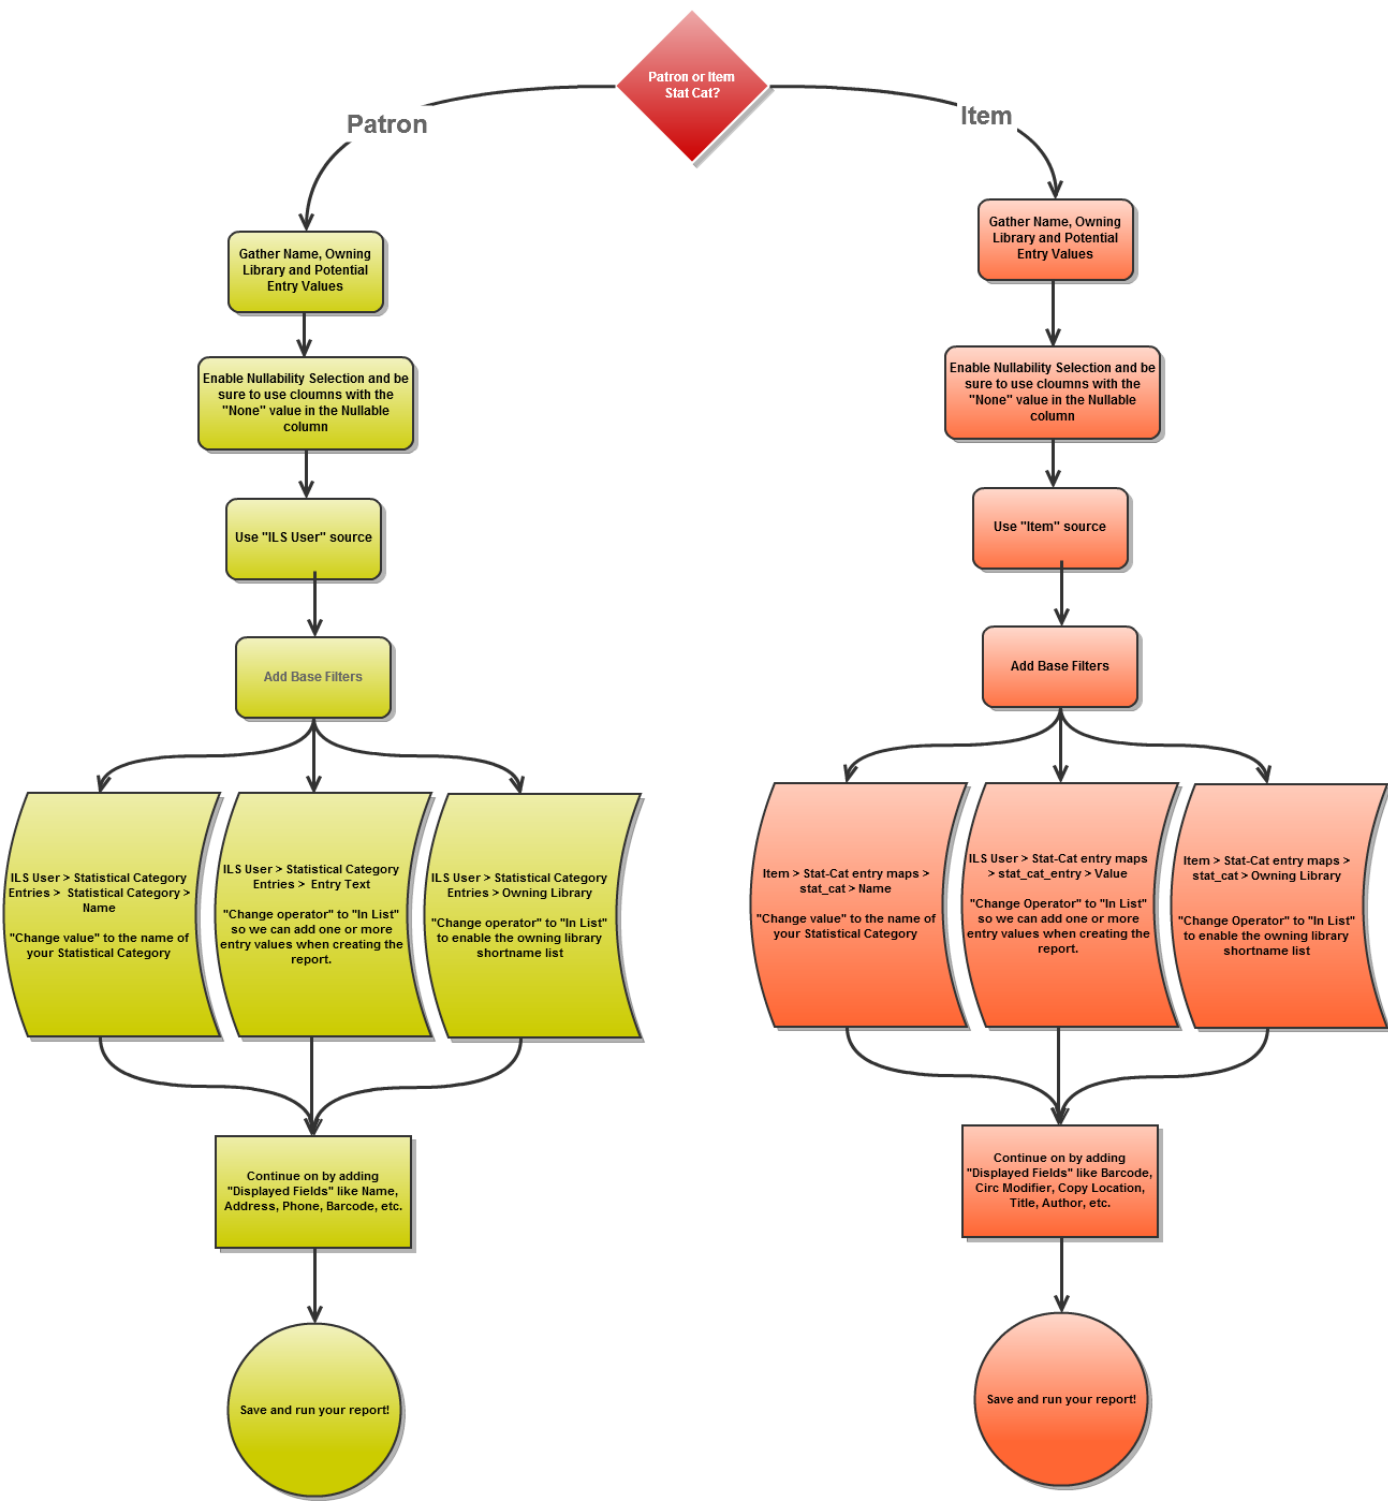 Patron or Item
Stat Cat?
Patron
Item
Gather Name, Owning
Library and Potential
Entry Values
Enable Nullability Selection and be
sure to use cloumns with the
"None" value in the Nullable
column
Use "ILS User" source
Add Base Filters
ILS User > Statistical Category
Entries > Statistical Category >
Name
"Change value" to the name of
your Statistical Category
ILS User > Statistical Category
Entries > Entry Text
"Change operator" to "In List"
so we can add one or more
entry values when creating the
report.
ILS User > Statistical Category
Entries > Owning Library
"Change operator" to "In List"
to enable the owning library
shortname list
Continue on by adding
"Displayed Fields" like Name,
Address, Phone, Barcode, etc.
Save and run your report!
Gather Name, Owning
Library and Potential
Entry Values
Enable Nullability Selection and be
sure to use cloumns with the
"None" value in the Nullable
column
Use "Item" source
Add Base Filters
Item > Stat-Cat entry maps >
stat_cat > Name
"Change value" to the name of
your Statistical Category
ILS User > Stat-Cat entry maps
> stat_cat_entry > Value
"Change Operator" to "In List"
so we can add one or more
entry values when creating the
report.
Item > Stat-Cat entry maps >
stat_cat > Owning Library
"Change Operator" to "In List"
to enable the owning library
shortname list
Continue on by adding
"Displayed Fields" like Barcode,
Circ Modifier, Copy Location,
Title, Author, etc.
Save and run your report!